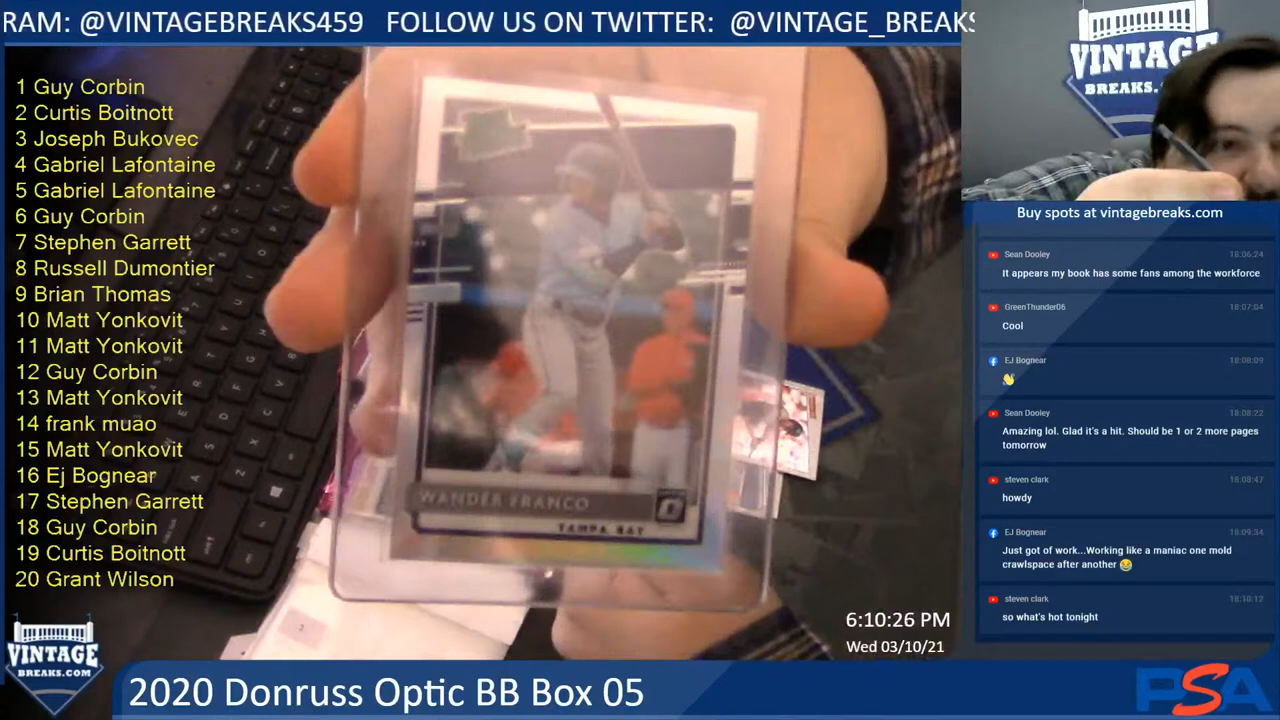 RAM: @VINTAGEBREAKS459 FOLLOW US ON TWITTER: @VINTAGE_BREAKS
1 Guy Corbin
2 Curtis Boitnott
3 Joseph Bukovec
4 Gabriel Lafontaine
5 Gabriel Lafontaine
6 Guy Corbin
7 Stephen Garrett
8 Russell Dumontier
9 Brian Thomas
10 Matt Yonkovit
11 Matt Yonkovit
12 Guy Corbin
13 Matt Yonkovit
14 frank muao
15 Matt Yonkovit
16 Ej Bognear
17 Stephen Garrett
18 Guy Corbin
19 Curtis Boitnott
20 Grant Wilson
WANDER FRANCO
TAMPA BAY
VINTAGE
BREAKS.
Buy spots at vintagebreaks.com
Sean Dooley 18:06:24
It appears my book has some fans among the workforce
GreenThunder06 18:07:04
Cool
EJ Bognear 18:08:09
👋
Sean Dooley 18:08:22
Amazing lol. Glad it's a hit. Should be 1 or 2 more pages
tomorrow
steven clark 18:08:47
howdy
EJ Bognear 18:09:34
Just got of work...Working like a maniac one mold
crawlspace after another 😂
steven clark 18:10:12
so what's hot tonight
6:10:26 PM
Wed 03/10/21
VINTAGE
BREAKS.COM
2020 Donruss Optic BB Box 05
PSA